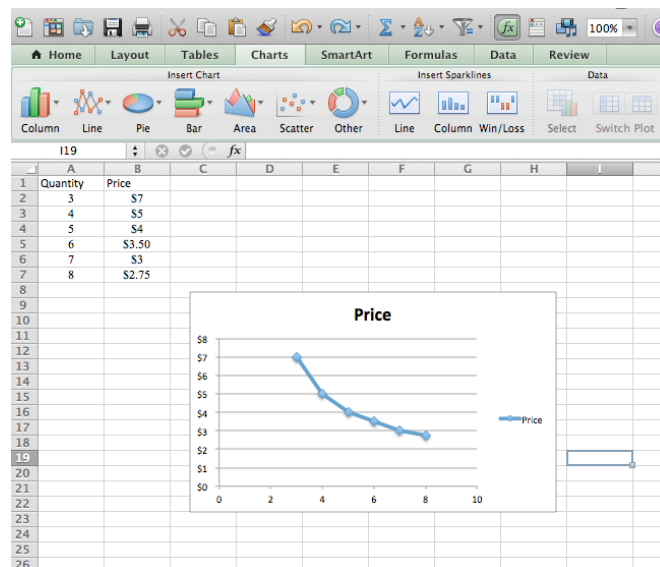 100%
Home Layout Tables Charts SmartArt Formulas Data Review
Insert Chart Insert Sparklines Data
Column Line Pie Bar Area Scatter Other Line Column Win/Loss Select Switch Plot
I19 fx
A B C D E F G H I
1 Quantity Price
2 3 $7
3 4 $5
4 5 $4
5 6 $3.50
6 7 $3
7 8 $2.75
8
9
10
11
12
13
14
15
16
17
18
19
20
21
22
23
24
25
26
Price
$8
$7
$6
$5
$4
$3
$2
$1
$0
0 2 4 6 8 10
Price